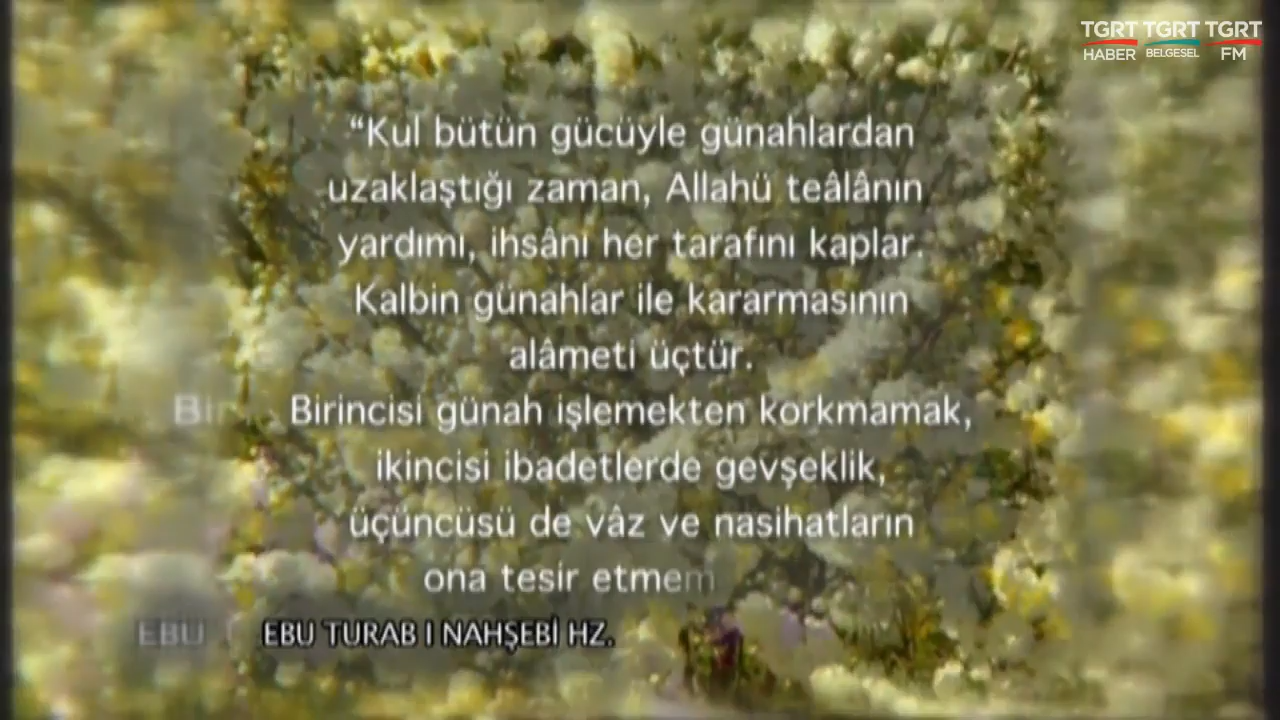 TGRT TGRT TGRT
HABER BELGESEL FM
“Kul bütün gücüyle günahlardan
uzaklaştığı zaman, Allahü teâlânın
yardımı, ihsânı her tarafını kaplar.
Kalbin günahlar ile kararmasının
alâmeti üçtür.
Bir Birincisi günah işlemekten korkmamak,
ikincisi ibadetlerde gevşeklik,
üçüncüsü de vâz ve nasihatların
ona tesir etmem
EBU EBU TURAB I NAHŞEBİ HZ.